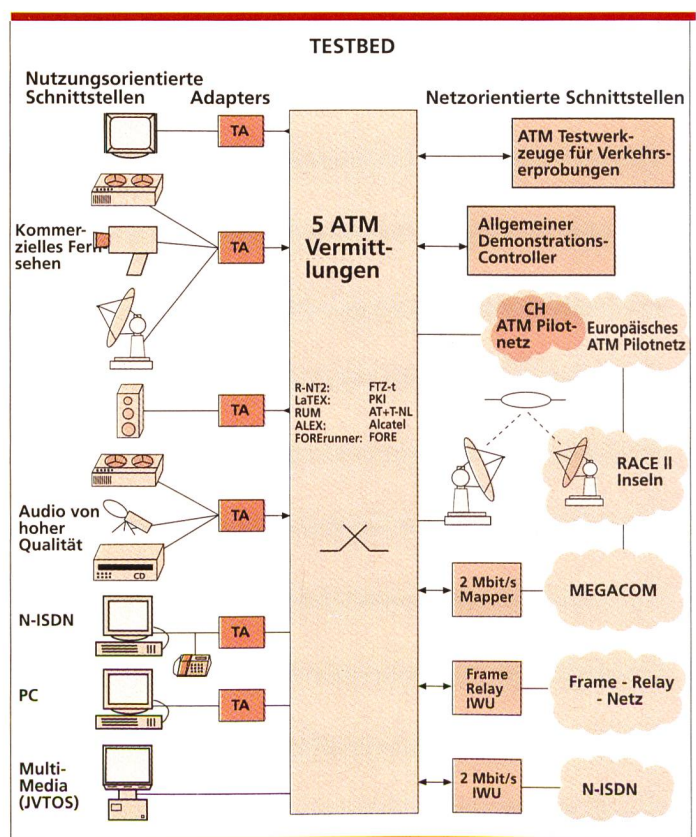 TESTBED
Nutzungsorientierte
Schnittstellen
Adapters
Netzorientierte Schnittstellen
TA
ATM Testwerk-
zeuge für Verkehrs-
erprobungen
Kommer-
zielles Fern
sehen
TA
5 ATM
Vermitt-
lungen
Allgemeiner
Demonstrations-
Controller
CH
ATM Pilot-
netz
Europäisches
ATM Pilotnetz
TA
R-NT2: FTZ-t
LaTEX: PKI
RUM AT+T-NL
ALEX: Alcatel
FORErunner: FORE
RACE II
Inseln
Audio von
hoher
Qualität
TA
CD
2 Mbit/s
Mapper
MEGACOM
N-ISDN
TA
PC
TA
Frame
Relay
IWU
Frame - Relay
- Netz
Multi-
Media
(JVTOS)
2 Mbit/s
IWU
N-ISDN